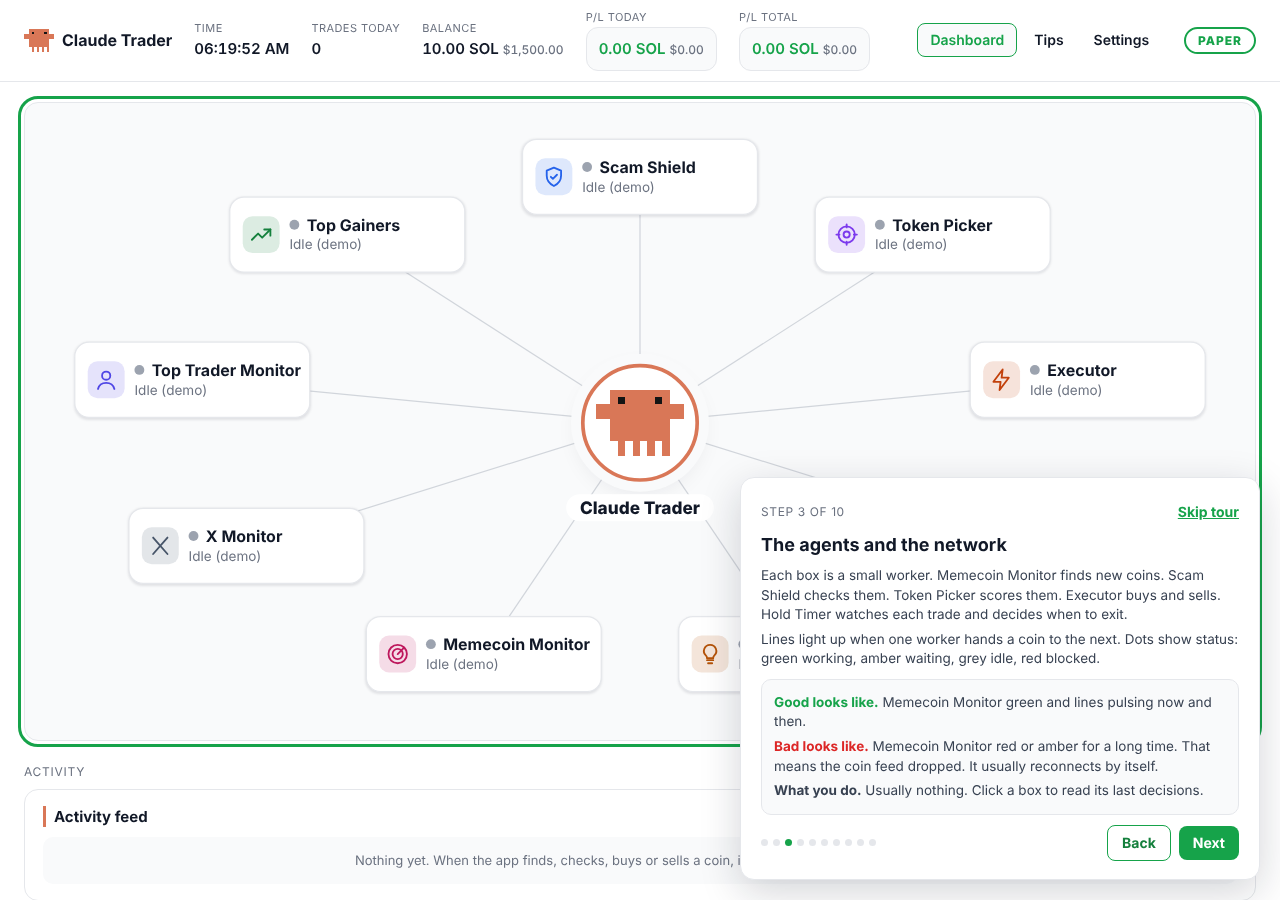 Claude Trader
TIME
06:19:52 AM
TRADES TODAY
0
BALANCE
10.00 SOL $1,500.00
P/L TODAY
0.00 SOL $0.00
P/L TOTAL
0.00 SOL $0.00
Dashboard
Tips
Settings
PAPER
Scam Shield
Idle (demo)
Top Gainers
Idle (demo)
Token Picker
Idle (demo)
Top Trader Monitor
Idle (demo)
Executor
Idle (demo)
Claude Trader
X Monitor
Idle (demo)
Memecoin Monitor
Idle (demo)
STEP 3 OF 10
Skip tour
The agents and the network
Each box is a small worker. Memecoin Monitor finds new coins. Scam
Shield checks them. Token Picker scores them. Executor buys and sells.
Hold Timer watches each trade and decides when to exit.
Lines light up when one worker hands a coin to the next. Dots show status:
green working, amber waiting, grey idle, red blocked.
Good looks like. Memecoin Monitor green and lines pulsing now and
then.
Bad looks like. Memecoin Monitor red or amber for a long time. That
means the coin feed dropped. It usually reconnects by itself.
What you do. Usually nothing. Click a box to read its last decisions.
Back
Next
ACTIVITY
Activity feed
Nothing yet. When the app finds, checks, buys or sells a coin,